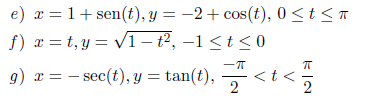 e) x = 1 + sen(t), y = −2 + cos(t), 0 ≤ t ≤ π
f) x = t, y = √(1 − t²), −1 ≤ t ≤ 0
g) x = − sec(t), y = tan(t), −π/2 < t < π/2